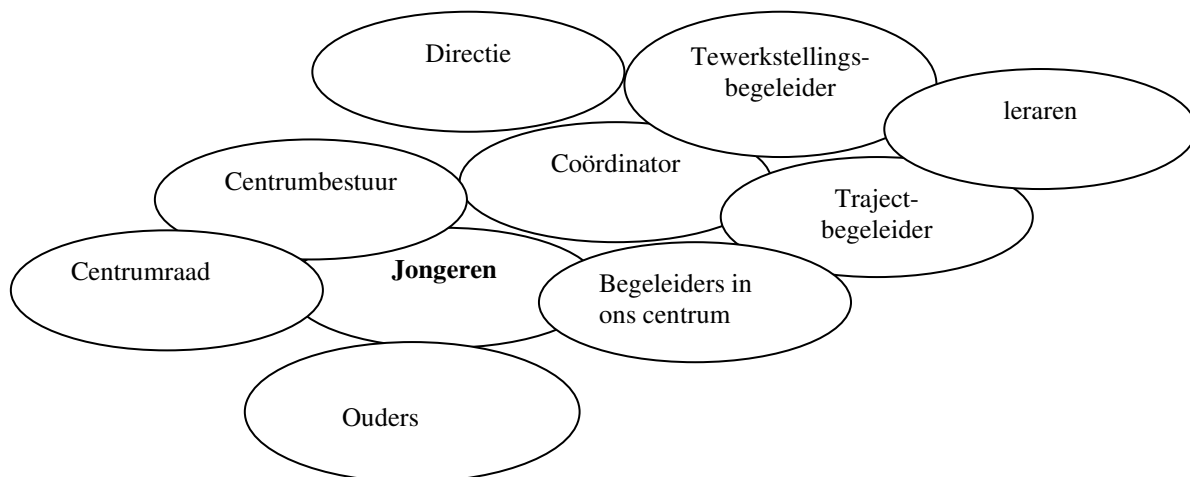 Directie
Tewerkstellings-
begeleider
leraren
Coördinator
Centrumbestuur
Traject-
begeleider
Centrumraad
Jongeren
Begeleiders in
ons centrum
Ouders